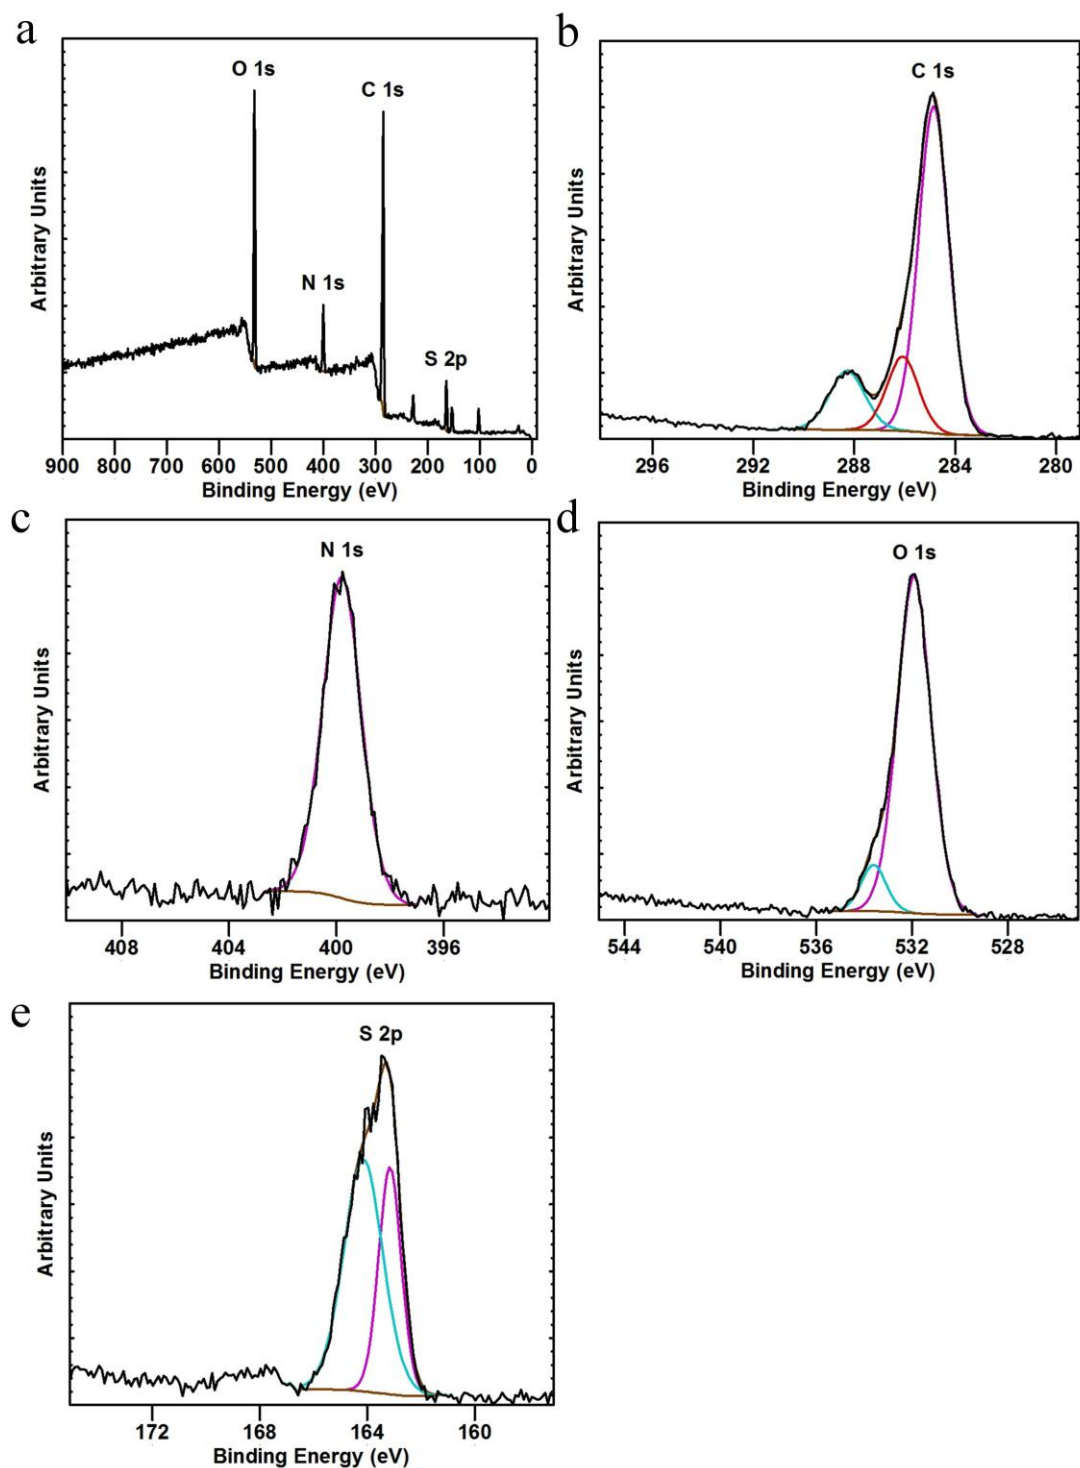 a
O 1s
C 1s
N 1s
S 2p
Arbitrary Units
900 800 700 600 500 400 300 200 100 0
Binding Energy (eV)
b
C 1s
Arbitrary Units
296 292 288 284 280
Binding Energy (eV)
c
N 1s
Arbitrary Units
408 404 400 396
Binding Energy (eV)
d
O 1s
Arbitrary Units
544 540 536 532 528
Binding Energy (eV)
e
S 2p
Arbitrary Units
172 168 164 160
Binding Energy (eV)